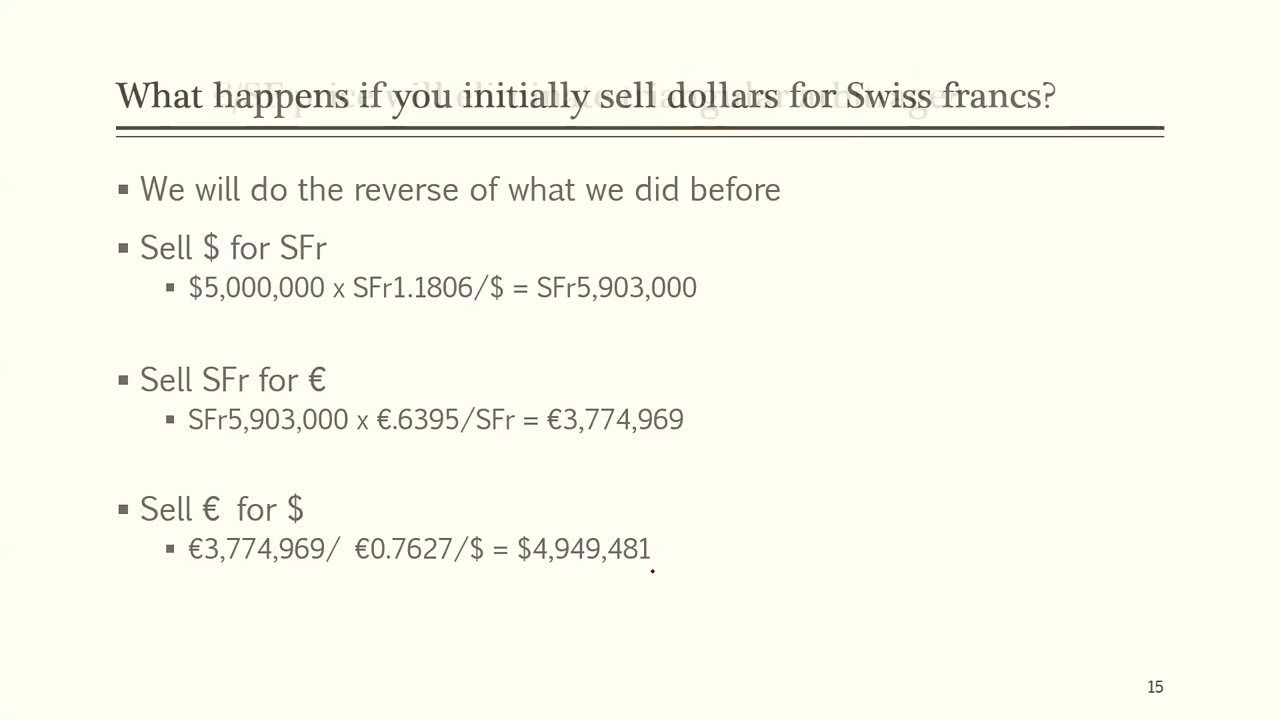 What happens if you initially sell dollars for Swiss francs?
▪ We will do the reverse of what we did before
▪ Sell $ for SFr
▪ $5,000,000 x SFr1.1806/$ = SFr5,903,000
▪ Sell SFr for €
▪ SFr5,903,000 x €.6395/SFr = €3,774,969
▪ Sell € for $
▪ €3,774,969/ €0.7627/$ = $4,949,481
15